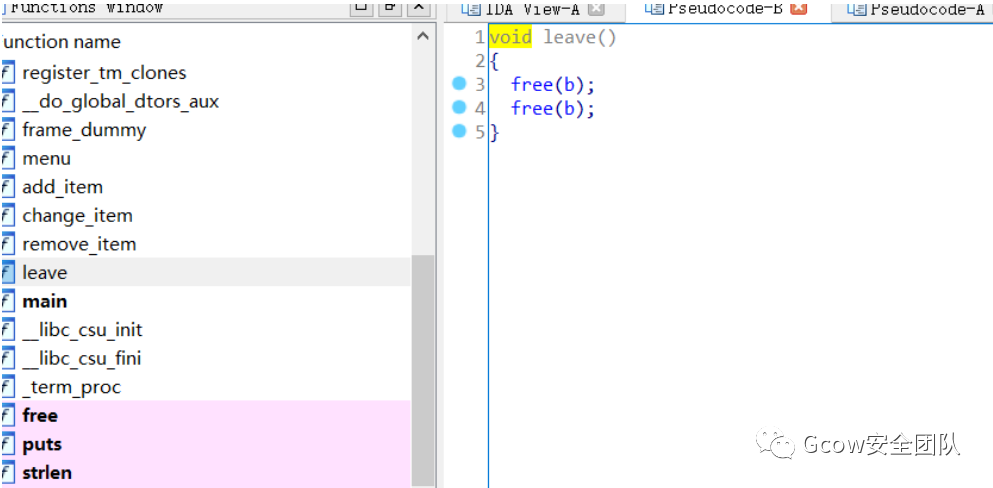 Functions window
IDA View-A
Pseudocode-B
Pseudocode-A
unction name
f register_tm_clones
f __do_global_dtors_aux
f frame_dummy
f menu
f add_item
f change_item
f remove_item
f leave
f main
f __libc_csu_init
f __libc_csu_fini
f _term_proc
f free
f puts
f strlen
1 void leave()
2 {
3 free(b);
4 free(b);
5 }
Gcow安全团队